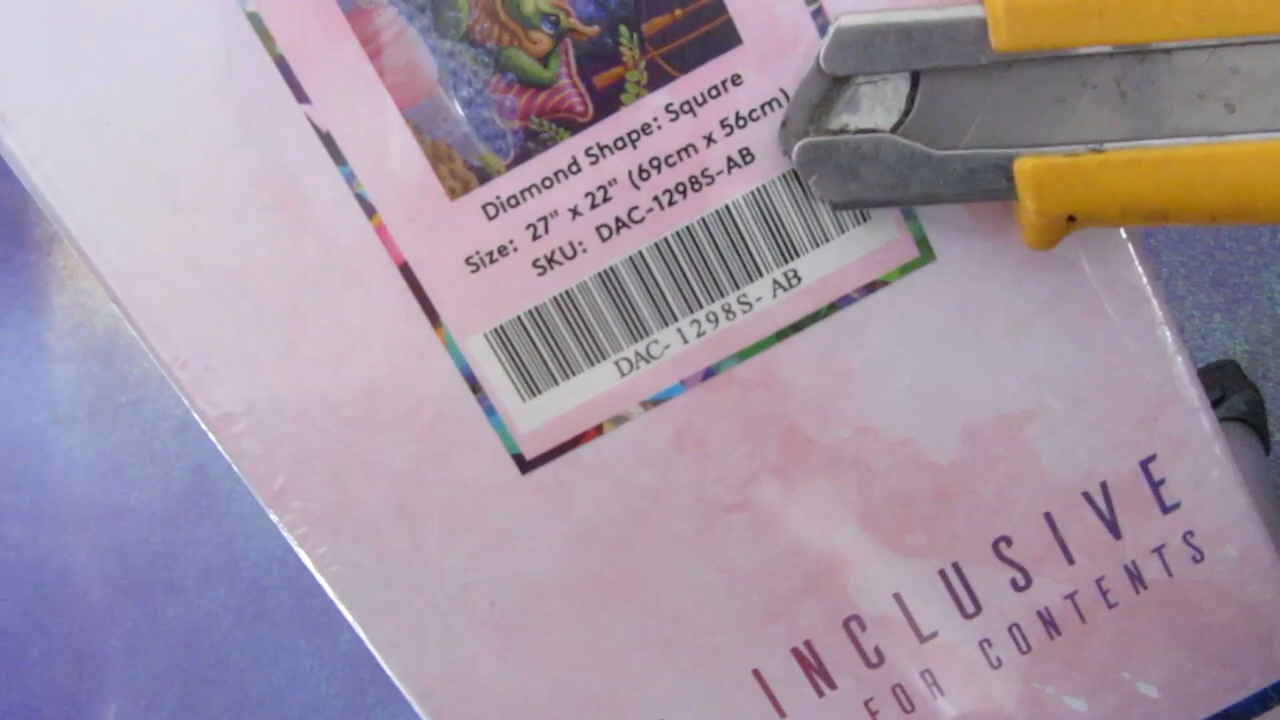 Diamond Shape: Square
Size: 27" x 22" (69cm x 56cm)
SKU: DAC-1298S-AB
DAC-1298S-AB
INCLUSIVE
FOR CONTENTS